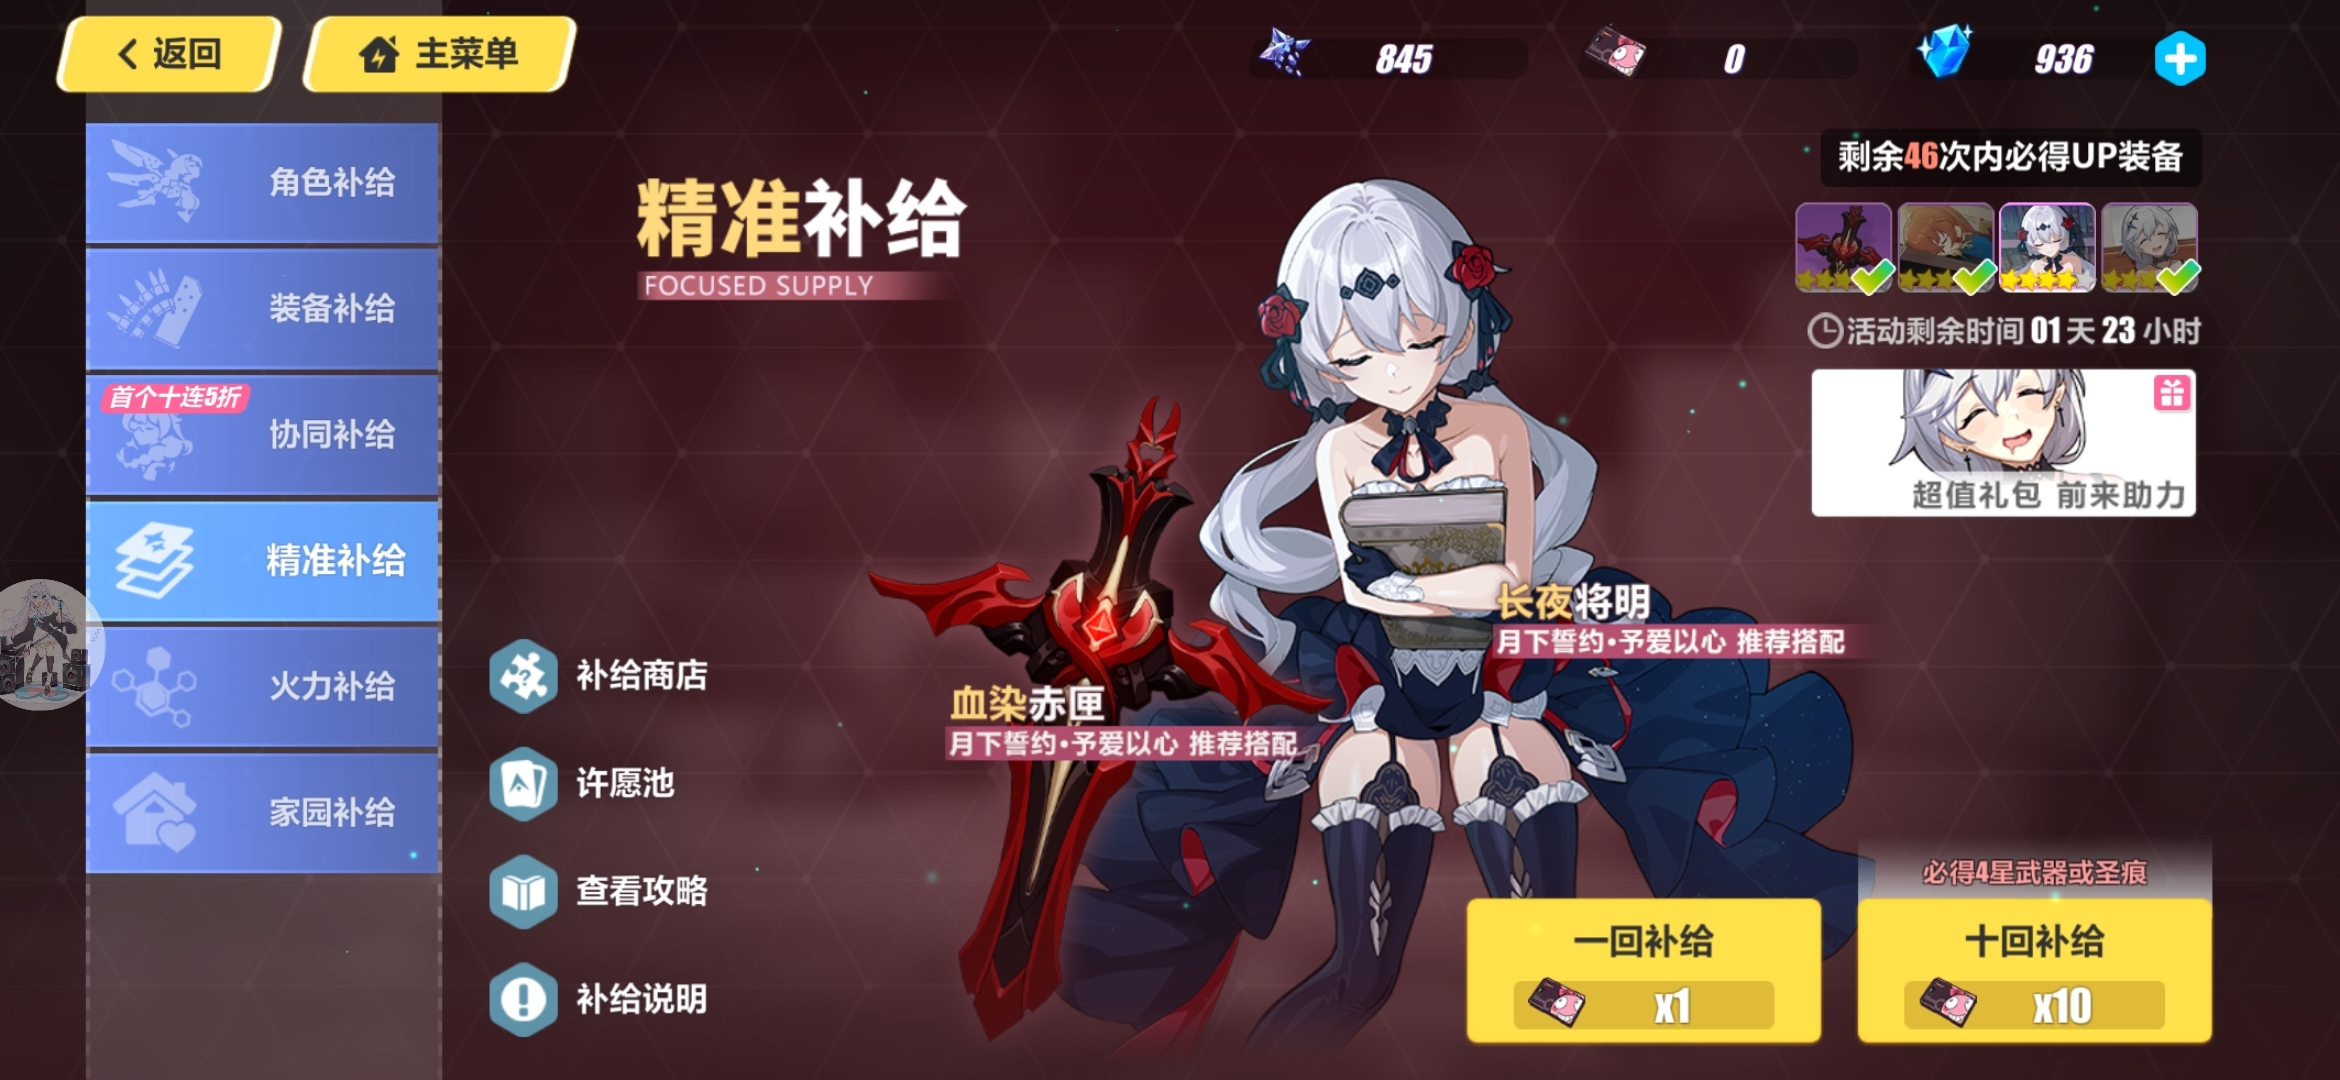 返回
主菜单
845
0
936
角色补给
装备补给
首个十连5折
协同补给
精准补给
火力补给
家园补给
精准补给
FOCUSED SUPPLY
剩余46次内必得UP装备
活动剩余时间 01 天 23 小时
超值礼包 前来助力
长夜将明
月下誓约·予爱以心 推荐搭配
血染赤匣
月下誓约·予爱以心 推荐搭配
补给商店
许愿池
查看攻略
补给说明
必得4星武器或圣痕
一回补给
x1
十回补给
x10